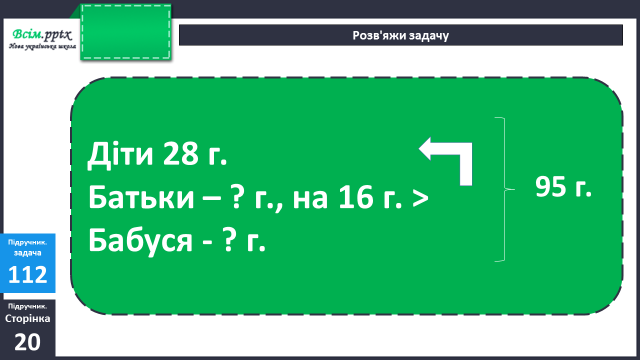 Всім.pptx
Нова українська школа
Розв'яжи задачу
Діти 28 г.
Батьки – ? г., на 16 г. >
Бабуся - ? г.
95 г.
Підручник.
задача
112
Підручник.
Сторінка
20